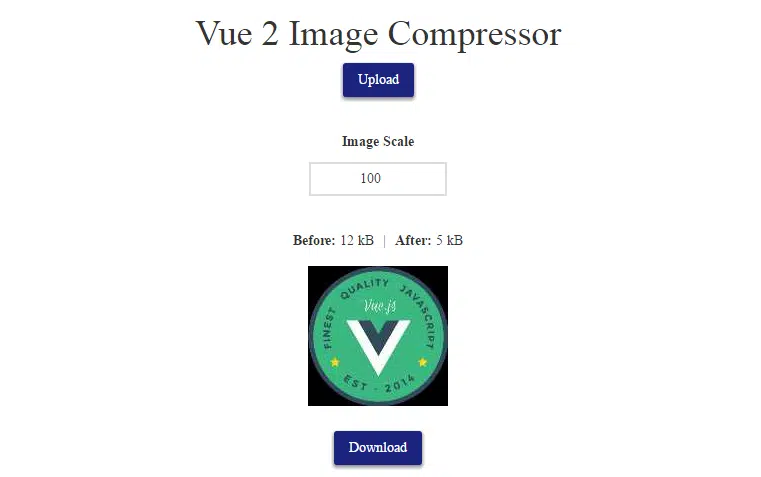 Vue 2 Image Compressor
Upload
Image Scale
100
Before: 12 kB | After: 5 kB
FINEST QUALITY JAVASCRIPT
Vue.js
EST - 2014
Download